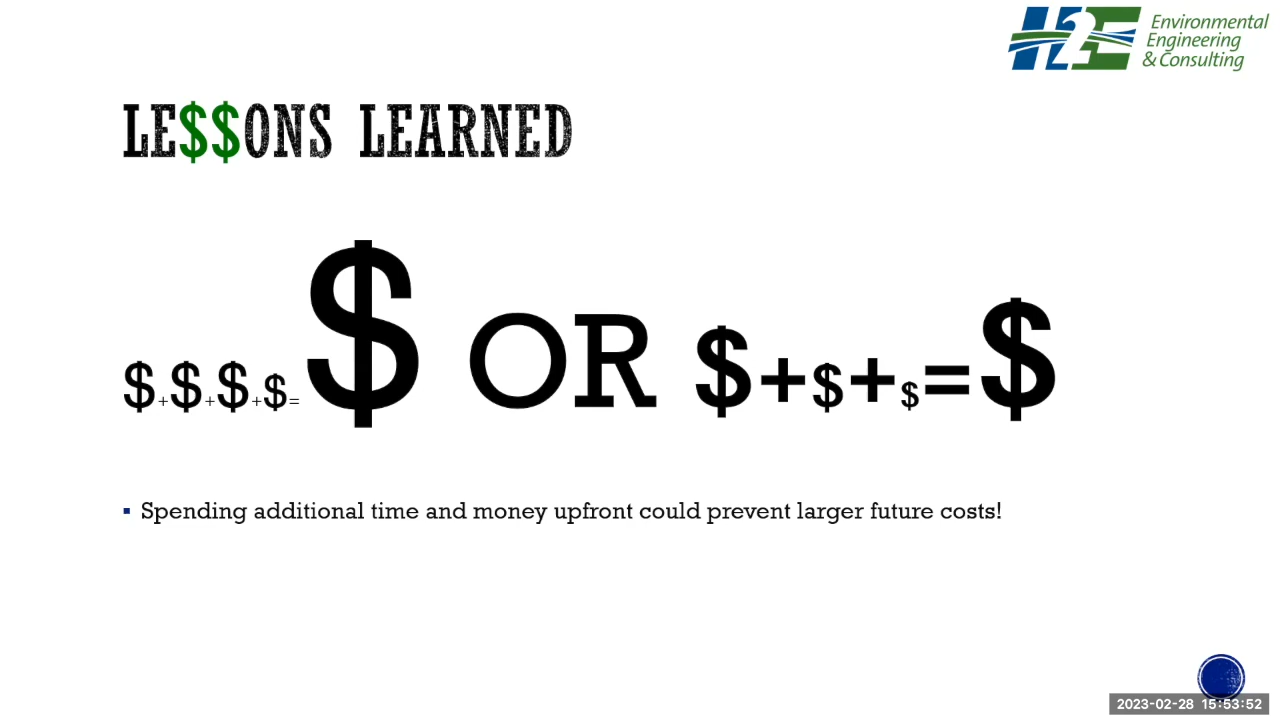 H2E Environmental
Engineering
& Consulting
LE$$ONS LEARNED
$+$+$+$=$ OR $+$+$=$
▪ Spending additional time and money upfront could prevent larger future costs!
2023-02-28 15:53:52